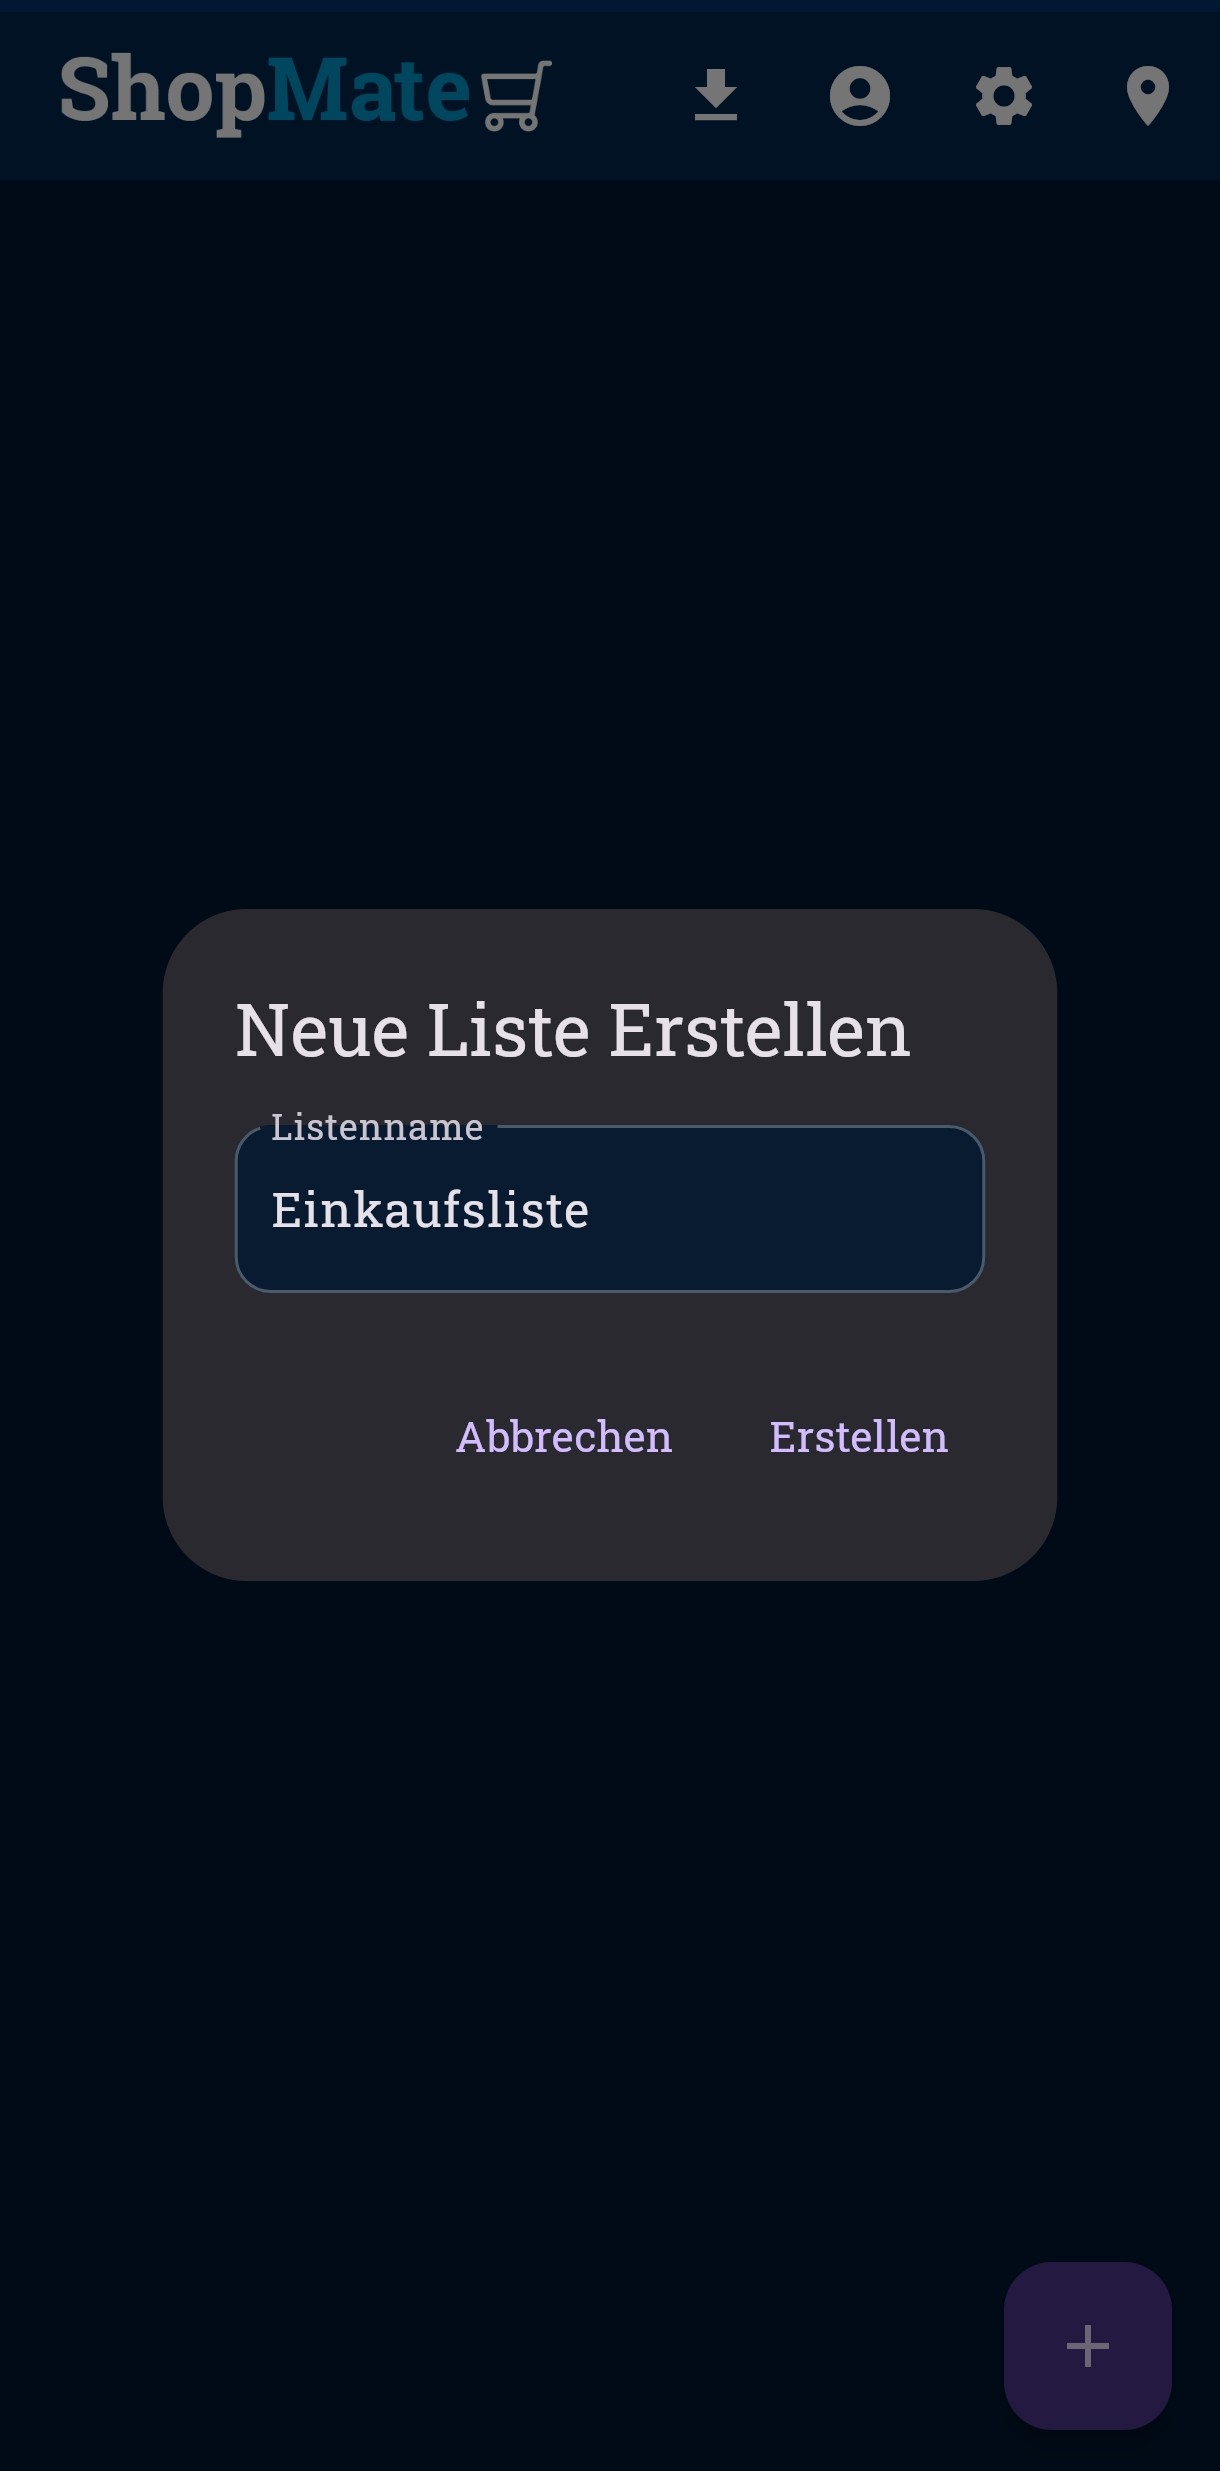 ShopMate
Neue Liste Erstellen
Listenname
Einkaufsliste
Abbrechen Erstellen